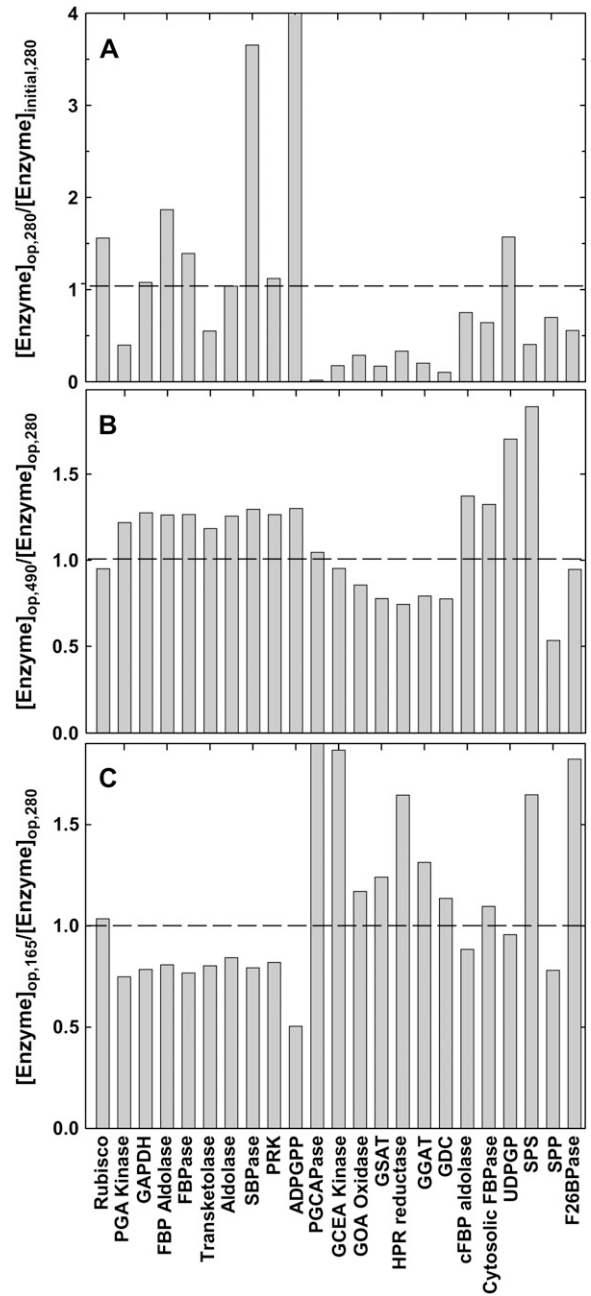 A
[Enzyme]op,280/[Enzyme]initial,280
4
3
2
1
0
B
[Enzyme]op,490/[Enzyme]op,280
1.5
1.0
0.5
0.0
C
[Enzyme]op,165/[Enzyme]op,280
1.5
1.0
0.5
0.0
Rubisco
PGA Kinase
GAPDH
FBP Aldolase
FBPase
Transketolase
Aldolase
SBPase
PRK
ADPGPP
PGCAPase
GCEA Kinase
GOA Oxidase
GSAT
HPR reductase
GGAT
GDC
cFBP aldolase
Cytosolic FBPase
UDPGP
SPS
SPP
F26BPase